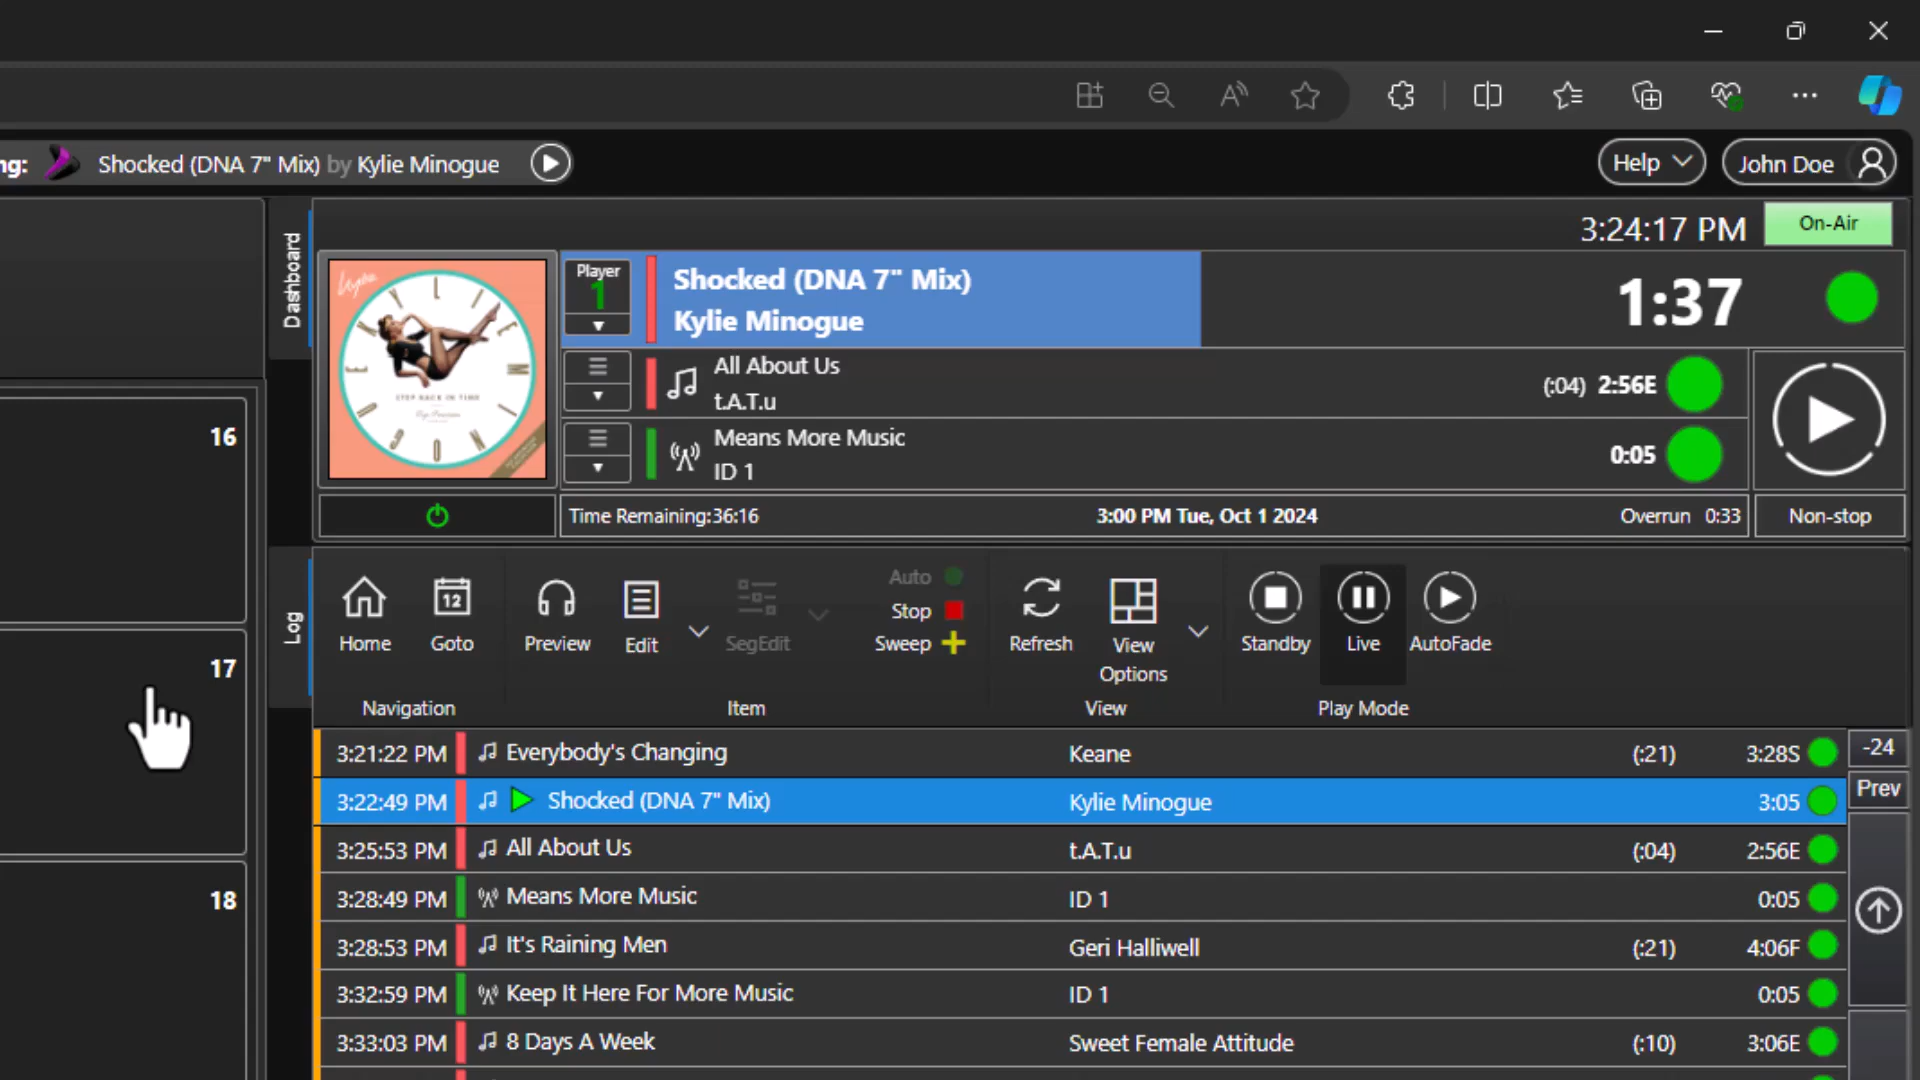 ng: Shocked (DNA 7" Mix) by Kylie Minogue
Help
John Doe
Dashboard
3:24:17 PM
On-Air
Player
1
Shocked (DNA 7" Mix)
Kylie Minogue
1:37
All About Us
t.A.T.u
(:04) 2:56E
Means More Music
ID 1
0:05
STEP BACK IN TIME
Time Remaining:36:16
3:00 PM Tue, Oct 1 2024
Overrun 0:33
Non-stop
16
17
18
Log
Home
Goto
12
Preview
Edit
SegEdit
Auto
Stop
Sweep
Refresh
View
Options
Standby
Live
AutoFade
Navigation
Item
View
Play Mode
3:21:22 PM Everybody's Changing Keane (:21) 3:28S
-24
3:22:49 PM Shocked (DNA 7" Mix) Kylie Minogue 3:05
Prev
3:25:53 PM All About Us t.A.T.u (:04) 2:56E
3:28:49 PM Means More Music ID 1 0:05
3:28:53 PM It's Raining Men Geri Halliwell (:21) 4:06F
3:32:59 PM Keep It Here For More Music ID 1 0:05
3:33:03 PM 8 Days A Week Sweet Female Attitude (:10) 3:06E